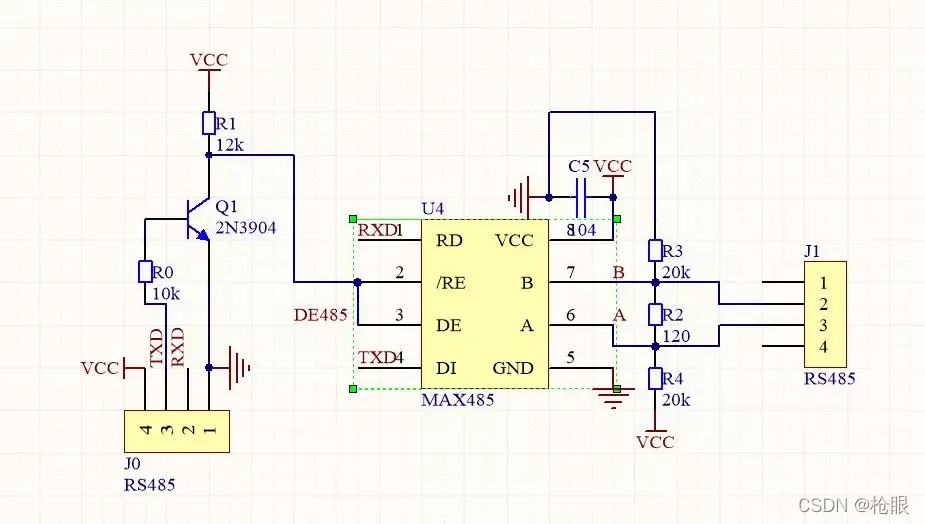 VCC
R1
12k
Q1
2N3904
R0
10k
TXD
RXD
VCC
4 3 2 1
J0
RS485
DE485
U4
RXD 1 RD VCC 8
2 /RE B 7 B
3 DE A 6 A
TXD 4 DI GND 5
MAX485
C5
VCC
104
R3
20k
R2
120
R4
20k
VCC
J1
1
2
3
4
RS485
CSDN @枪眼